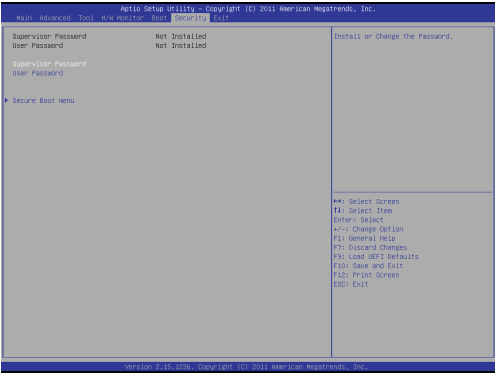 Aptio Setup Utility – Copyright (C) 2011 American Megatrends, Inc.
Main Advanced Tool H/W Monitor Boot Security Exit
Supervisor Password Not Installed
User Password Not Installed
Supervisor Password
User Password
Secure Boot menu
Install or Change the Password.
→←: Select Screen
↑↓: Select Item
Enter: Select
+/-: Change Option
F1: General Help
F7: Discard Changes
F9: Load UEFI Defaults
F10: Save and Exit
F12: Print Screen
ESC: Exit
Version 2.15.1236. Copyright (C) 2011 American Megatrends, Inc.